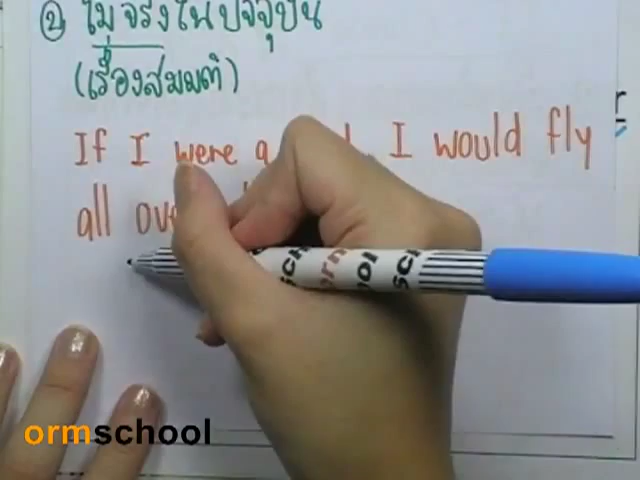 ② ไม่จริงในปัจจุบัน
(เรื่องสมมติ)
If I were a I would fly
all over
ormschool